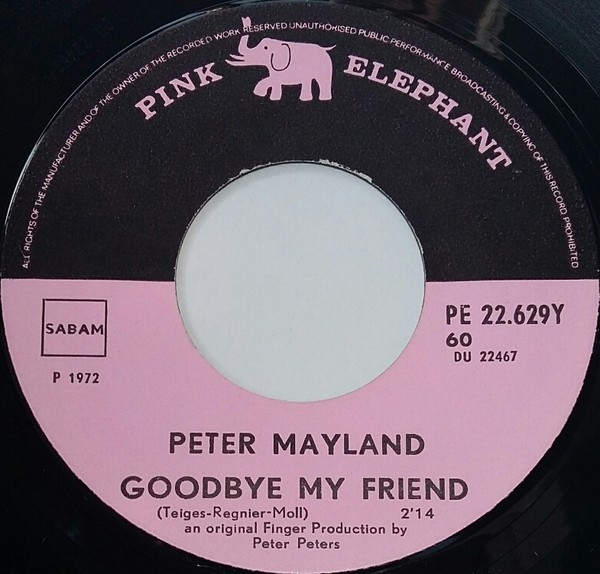 ALL RIGHTS OF THE MANUFACTURER AND OF THE OWNER OF THE RECORDED WORK RESERVED UNAUTHORISED PUBLIC PERFORMANCE BROADCASTING & COPYING OF THIS RECORD PROHIBITED
PINK ELEPHANT
SABAM
P 1972
PE 22.629Y
60
DU 22467
PETER MAYLAND
GOODBYE MY FRIEND
(Teiges-Regnier-Moll) 2'14
an original Finger Production by
Peter Peters